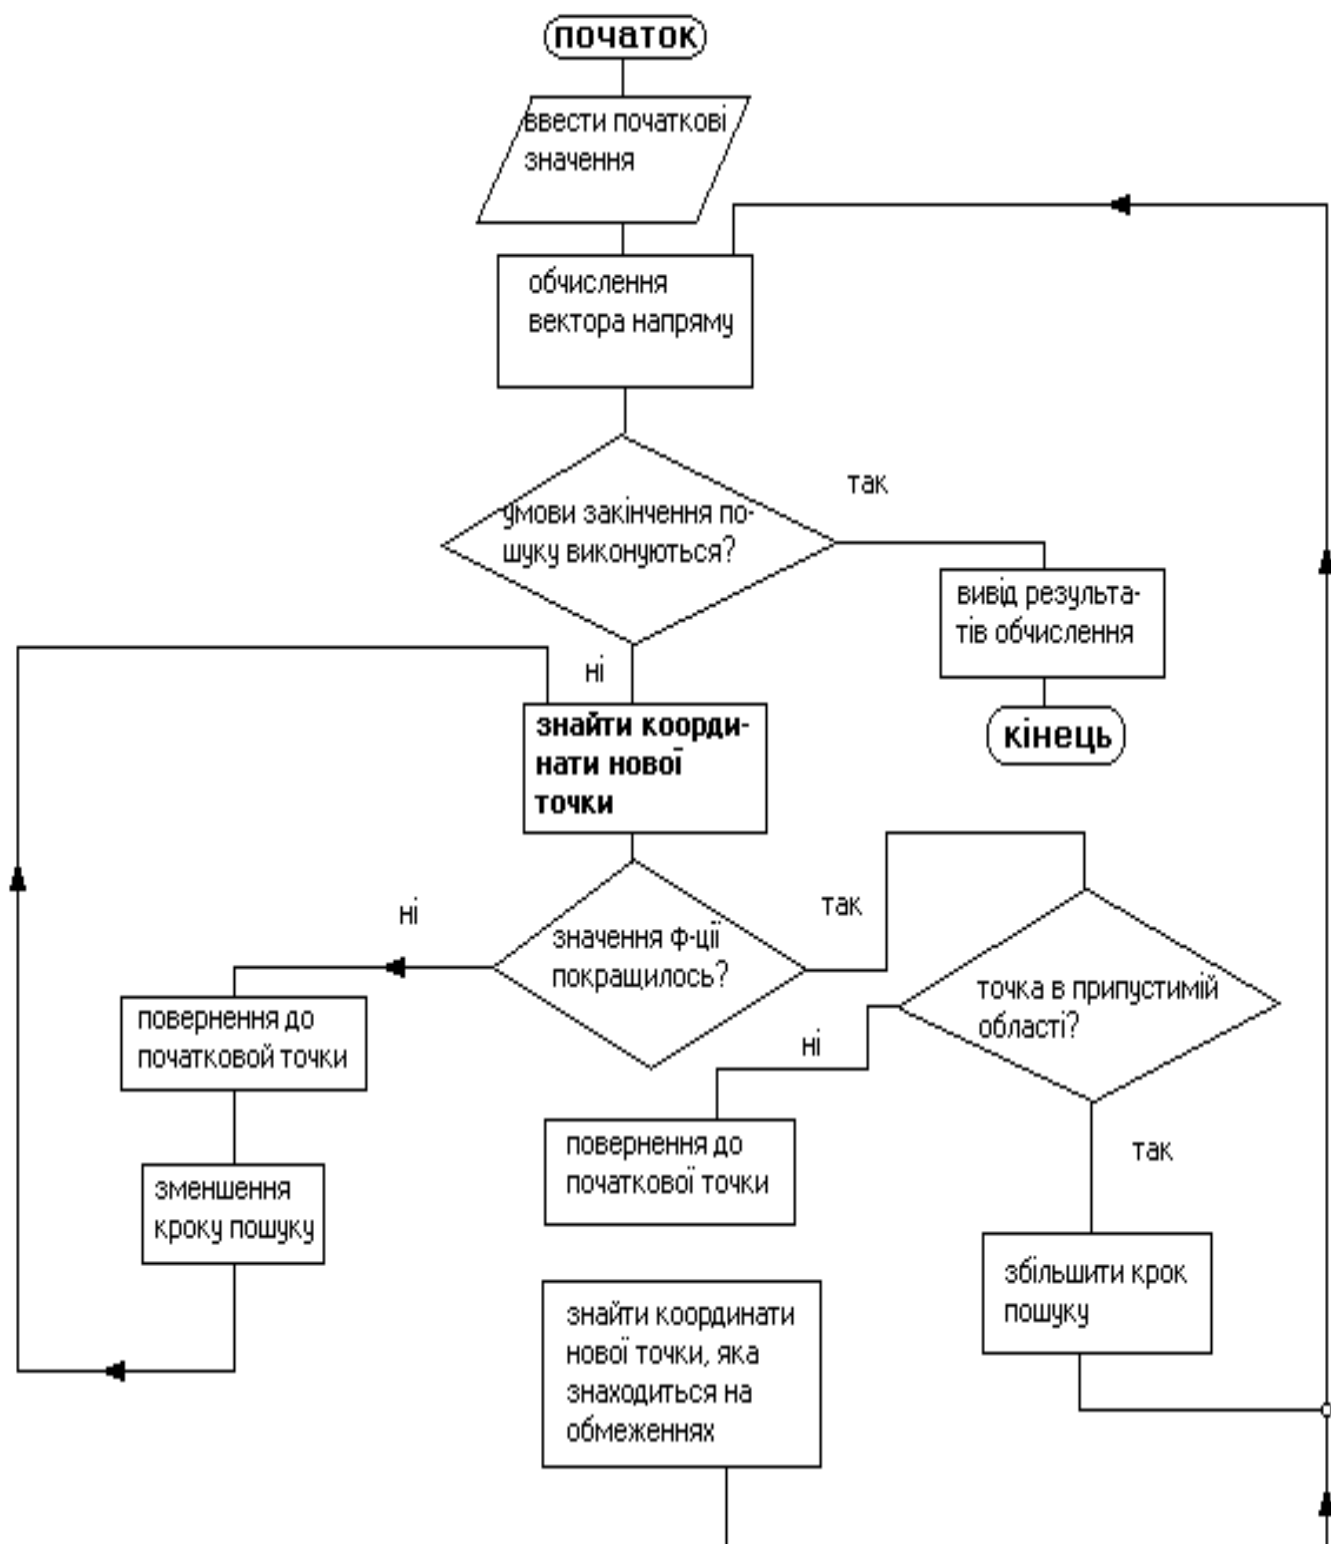 початок
ввести початкові
значення
обчислення
вектора напряму
так
умови закінчення по-
шуку виконуються?
вивід результа-
тів обчислення
ні
кінець
знайти коорди-
нати нової
точки
ні
так
значення Ф-ції
покращилось?
точка в припустимій
області?
ні
повернення до
початковой точки
повернення до
початкової точки
так
зменшення
кроку пошуку
збільшити крок
пошуку
знайти координати
нової точки, яка
знаходиться на
обмеженнях